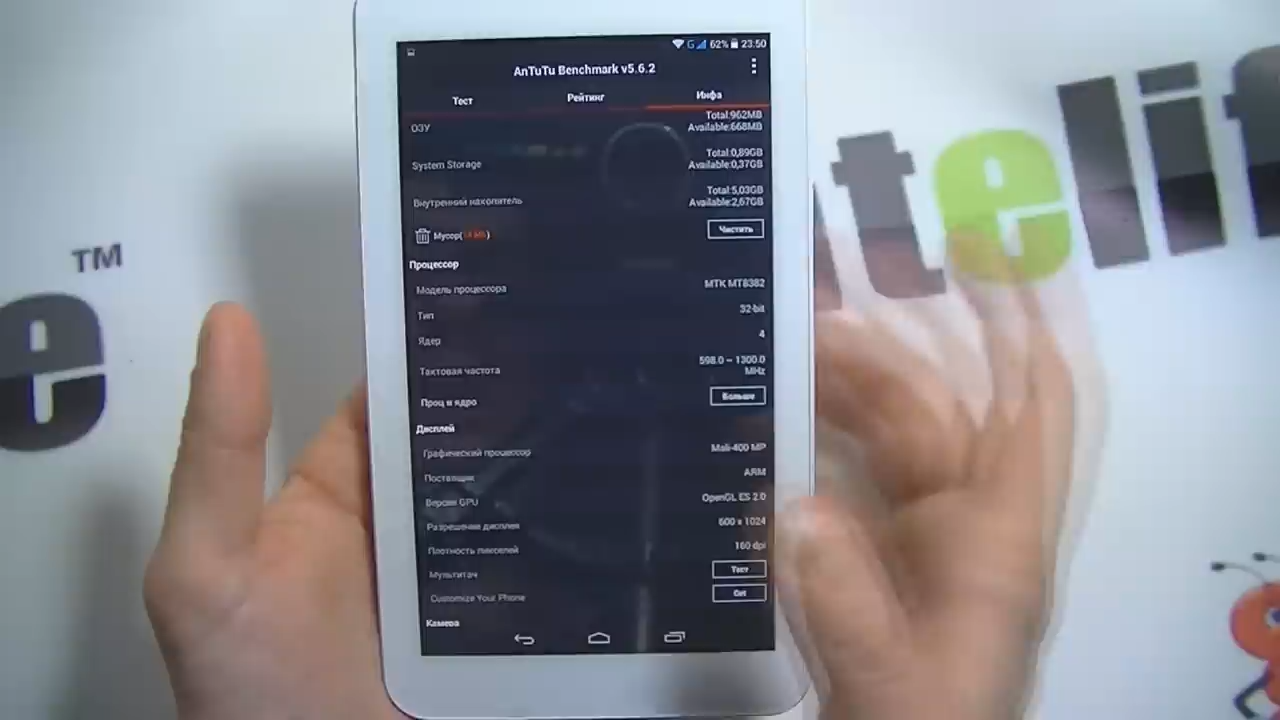 62% 23:50
AnTuTu Benchmark v5.6.2
Тест Рейтинг Инфа
ОЗУ Total:962MB
Available:668MB
System Storage Total:0,89GB
Available:0,37GB
Внутренний накопитель Total:5,03GB
Available:2,67GB
Мусор( Чистить
Процессор
Модель процессора MTK MT8382
Тип 32-bit
Ядер 4
Тактовая частота 598.0 ~ 1300.0
MHz
Проц и ядро Больше
Дисплей
Графический процессор Mali-400 MP
Поставщик ARM
Версия GPU OpenGL ES 2.0
Разрешение дисплея 600 x 1024
Плотность пикселей 160 dpi
Мультитач Тест
Customize Your Phone Get
Камера
TM
e
teli